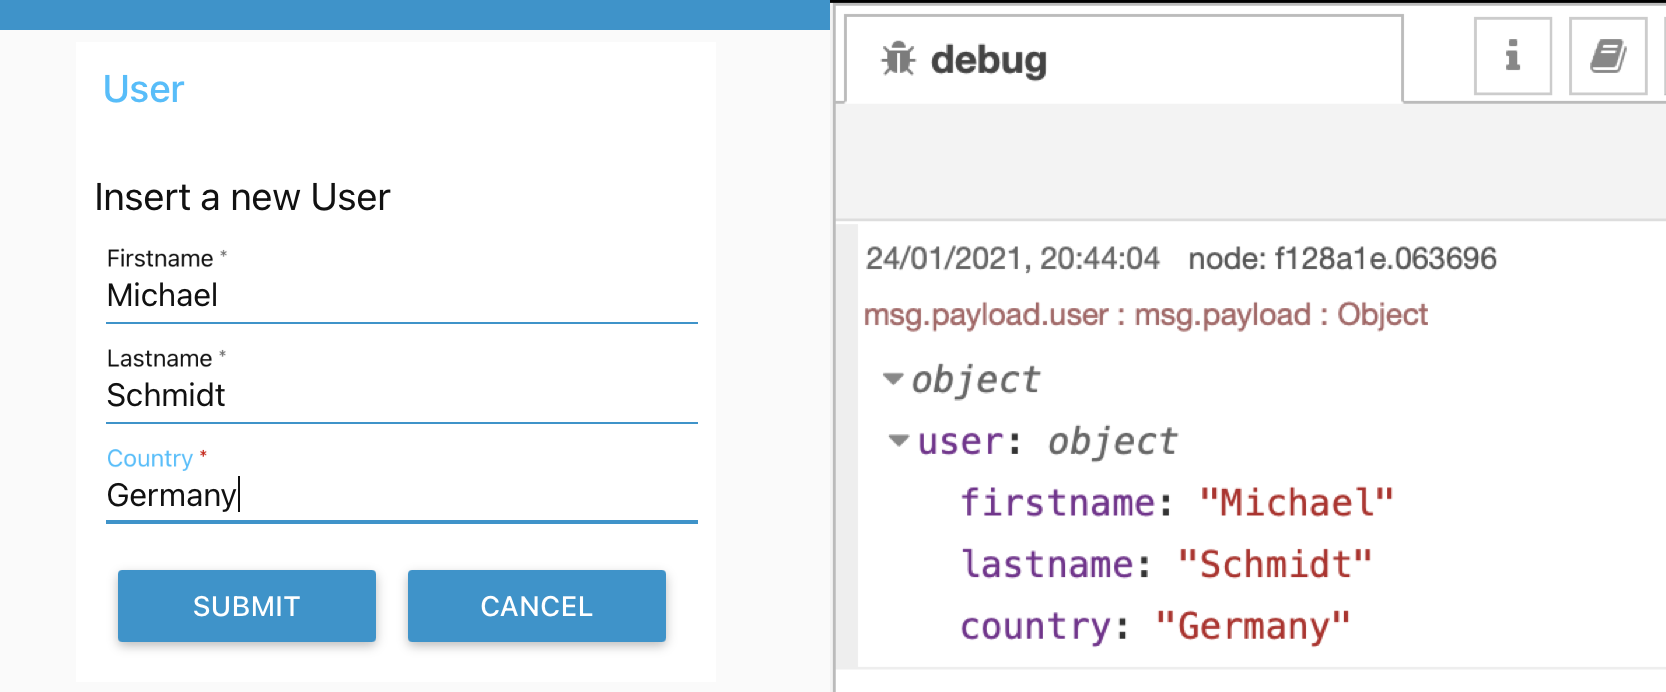 User
Insert a new User
Firstname *
Michael
Lastname *
Schmidt
Country *
Germany
SUBMIT CANCEL
debug
24/01/2021, 20:44:04 node: f128a1e.063696
msg.payload.user : msg.payload : Object
object
user: object
firstname: "Michael"
lastname: "Schmidt"
country: "Germany"